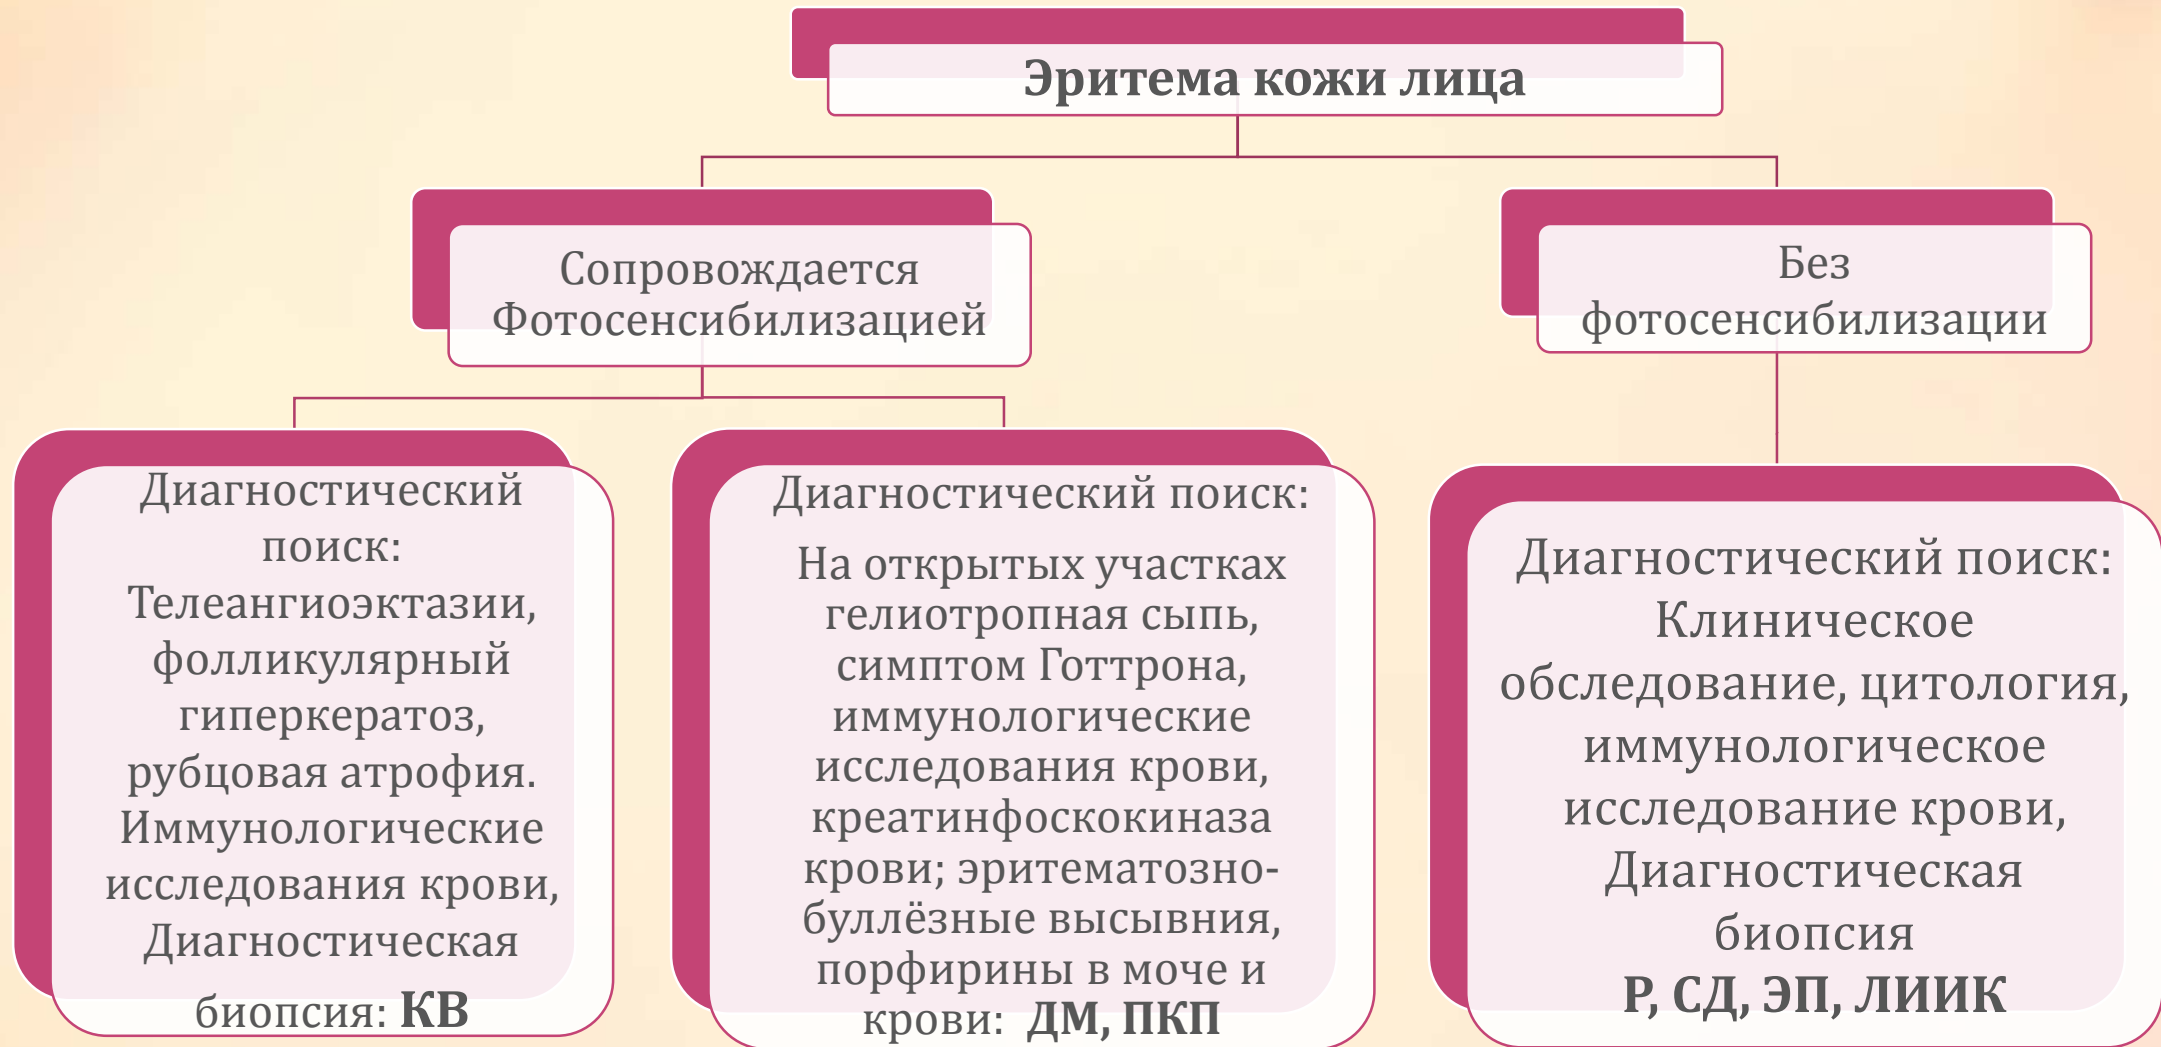 Эритема кожи лица
Сопровождается
Фотосенсибилизацией
Без
фотосенсибилизации
Диагностический
поиск:
Телеангиоэктазии,
фолликулярный
гиперкератоз,
рубцовая атрофия.
Иммунологические
исследования крови,
Диагностическая
биопсия: КВ
Диагностический поиск:
На открытых участках
гелиотропная сыпь,
симптом Готтрона,
иммунологические
исследования крови,
креатинфоскокиназа
крови; эритематозно-
буллёзные высывния,
порфирины в моче и
крови: ДМ, ПКП
Диагностический поиск:
Клиническое
обследование, цитология,
иммунологическое
исследование крови,
Диагностическая
биопсия
Р, СД, ЭП, ЛИИК